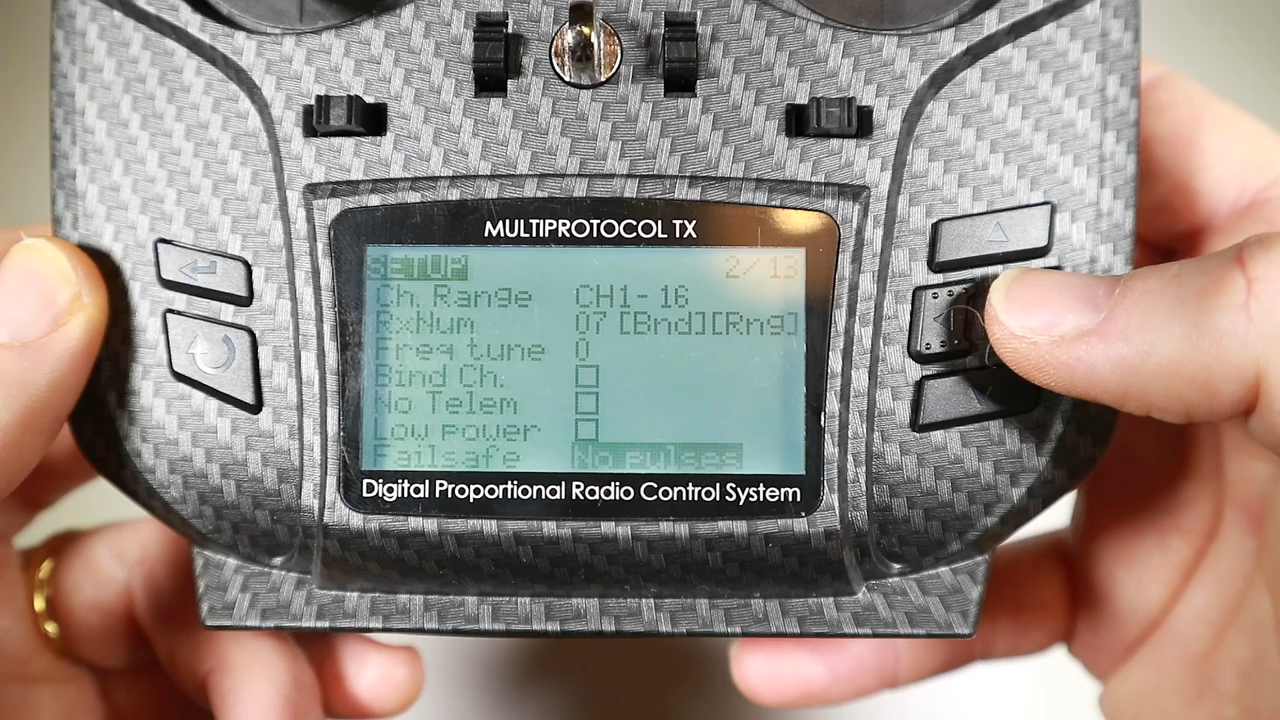 MULTIPROTOCOL TX
SETUP 2/13
Ch. Range CH1-16
RxNum 07 [Bnd][Rng]
Freq tune 0
Bind Ch. 
No Telem
Low power
Failsafe No pulses
Digital Proportional Radio Control System